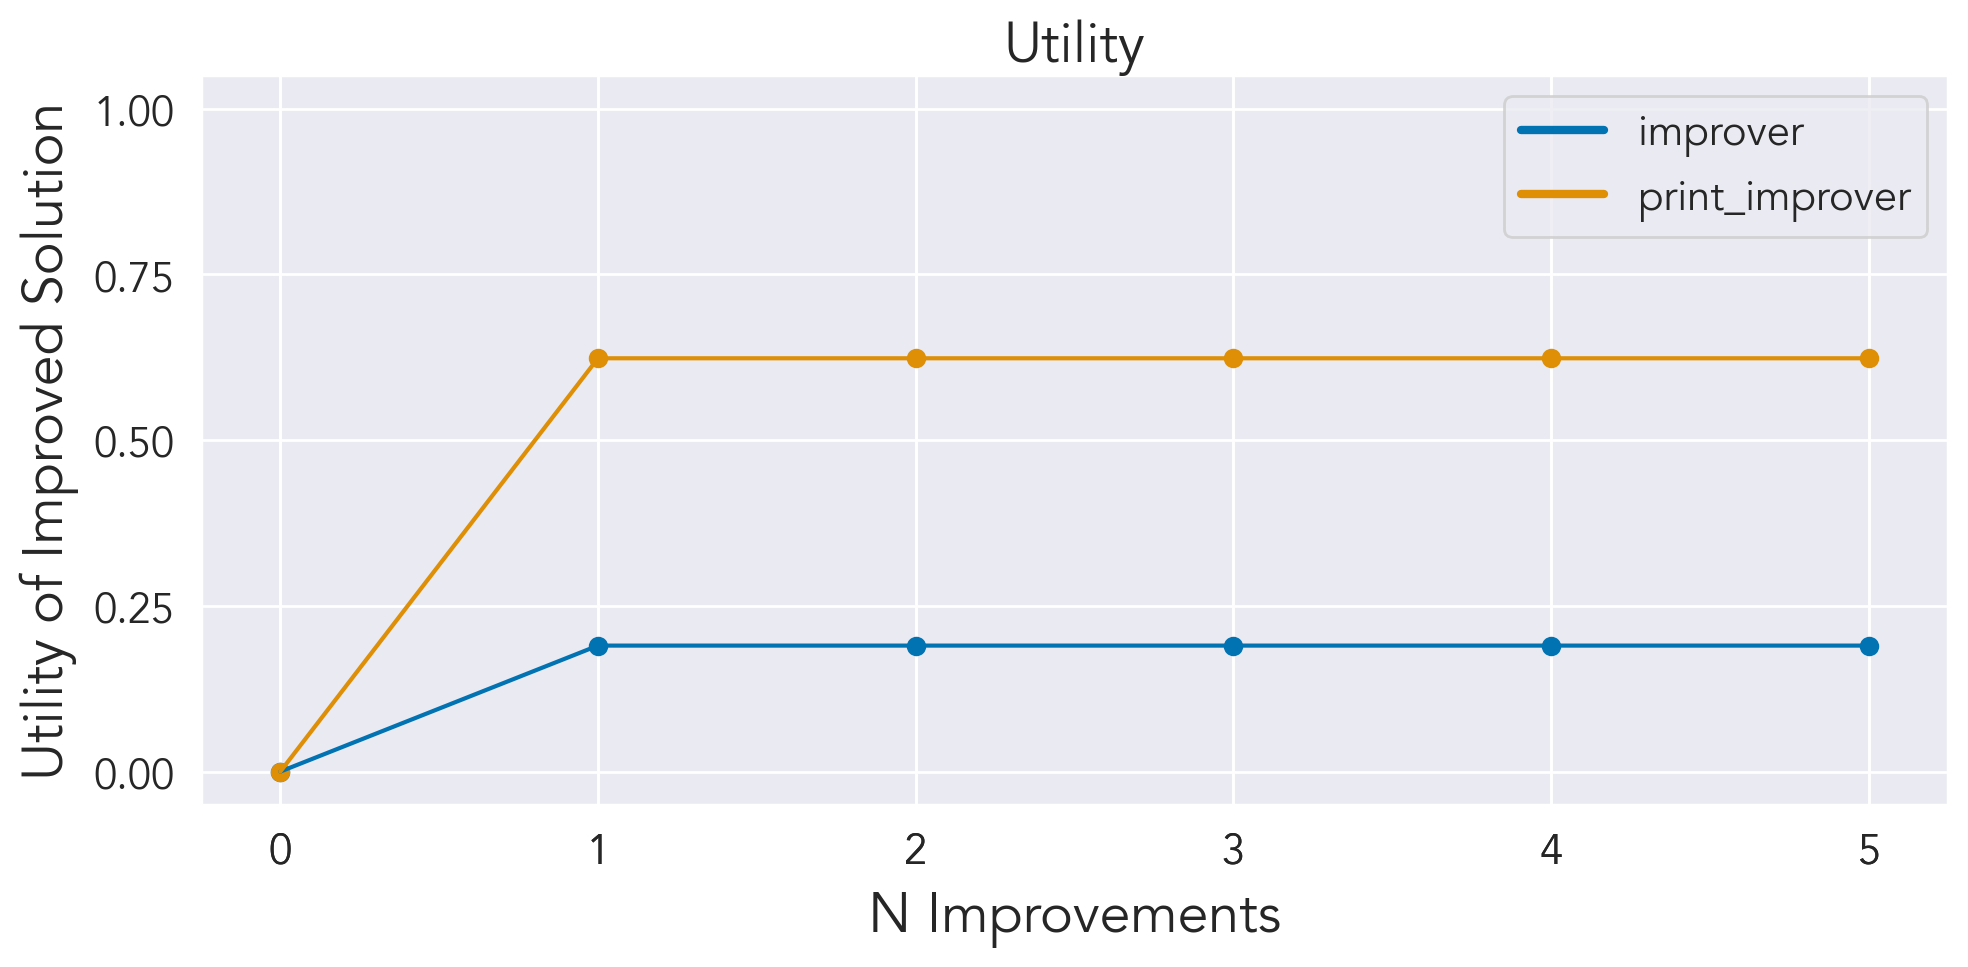 Utility
Utility of Improved Solution
1.00
0.75
0.50
0.25
0.00
improver
print_improver
0 1 2 3 4 5
N Improvements